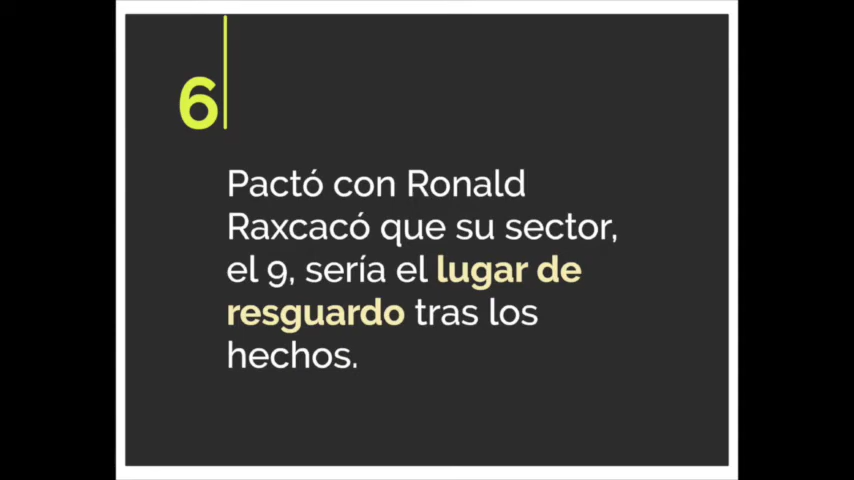 6
Pactó con Ronald
Raxcacó que su sector,
el 9, sería el lugar de
resguardo tras los
hechos.